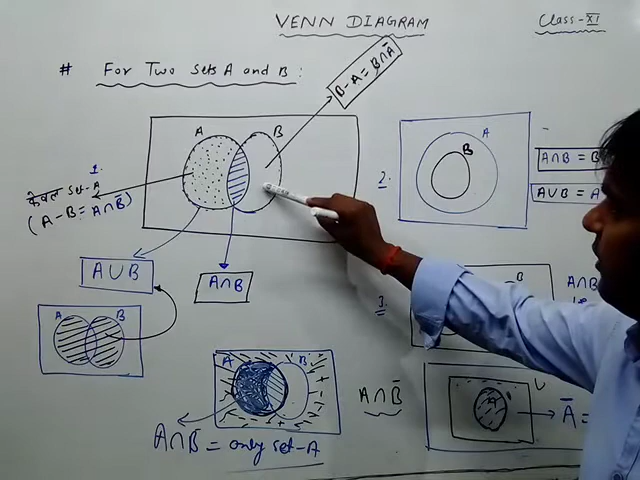 VENN DIAGRAM
Class-XI
# For Two sets A and B:
B-A = B∩A̅
A
B
1.
केवल set-A
(A-B = A∩B̅)
A∪B
A∩B
A
B
2.
A
B
A∩B = B
A∪B = A
3.
B
A∩
A
B
A∩B̅
A∩B̅ = only set-A
U
A
A̅ =